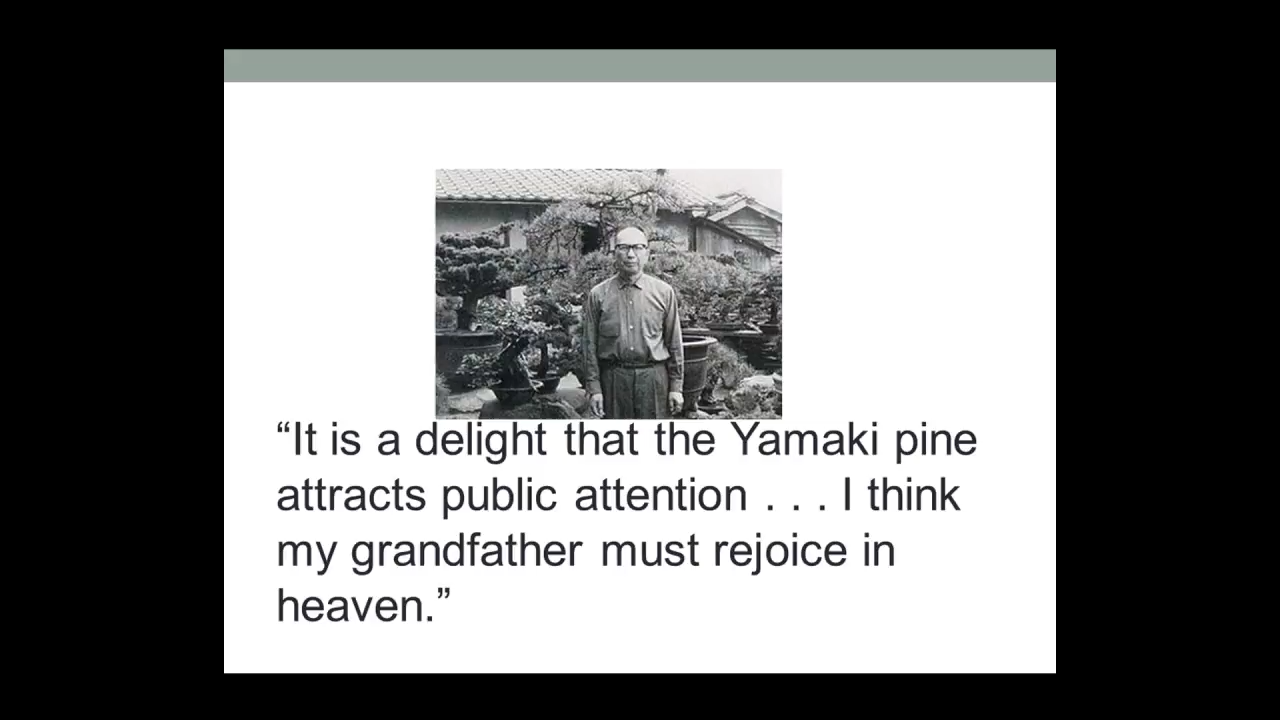 “It is a delight that the Yamaki pine
attracts public attention . . . I think
my grandfather must rejoice in
heaven.”